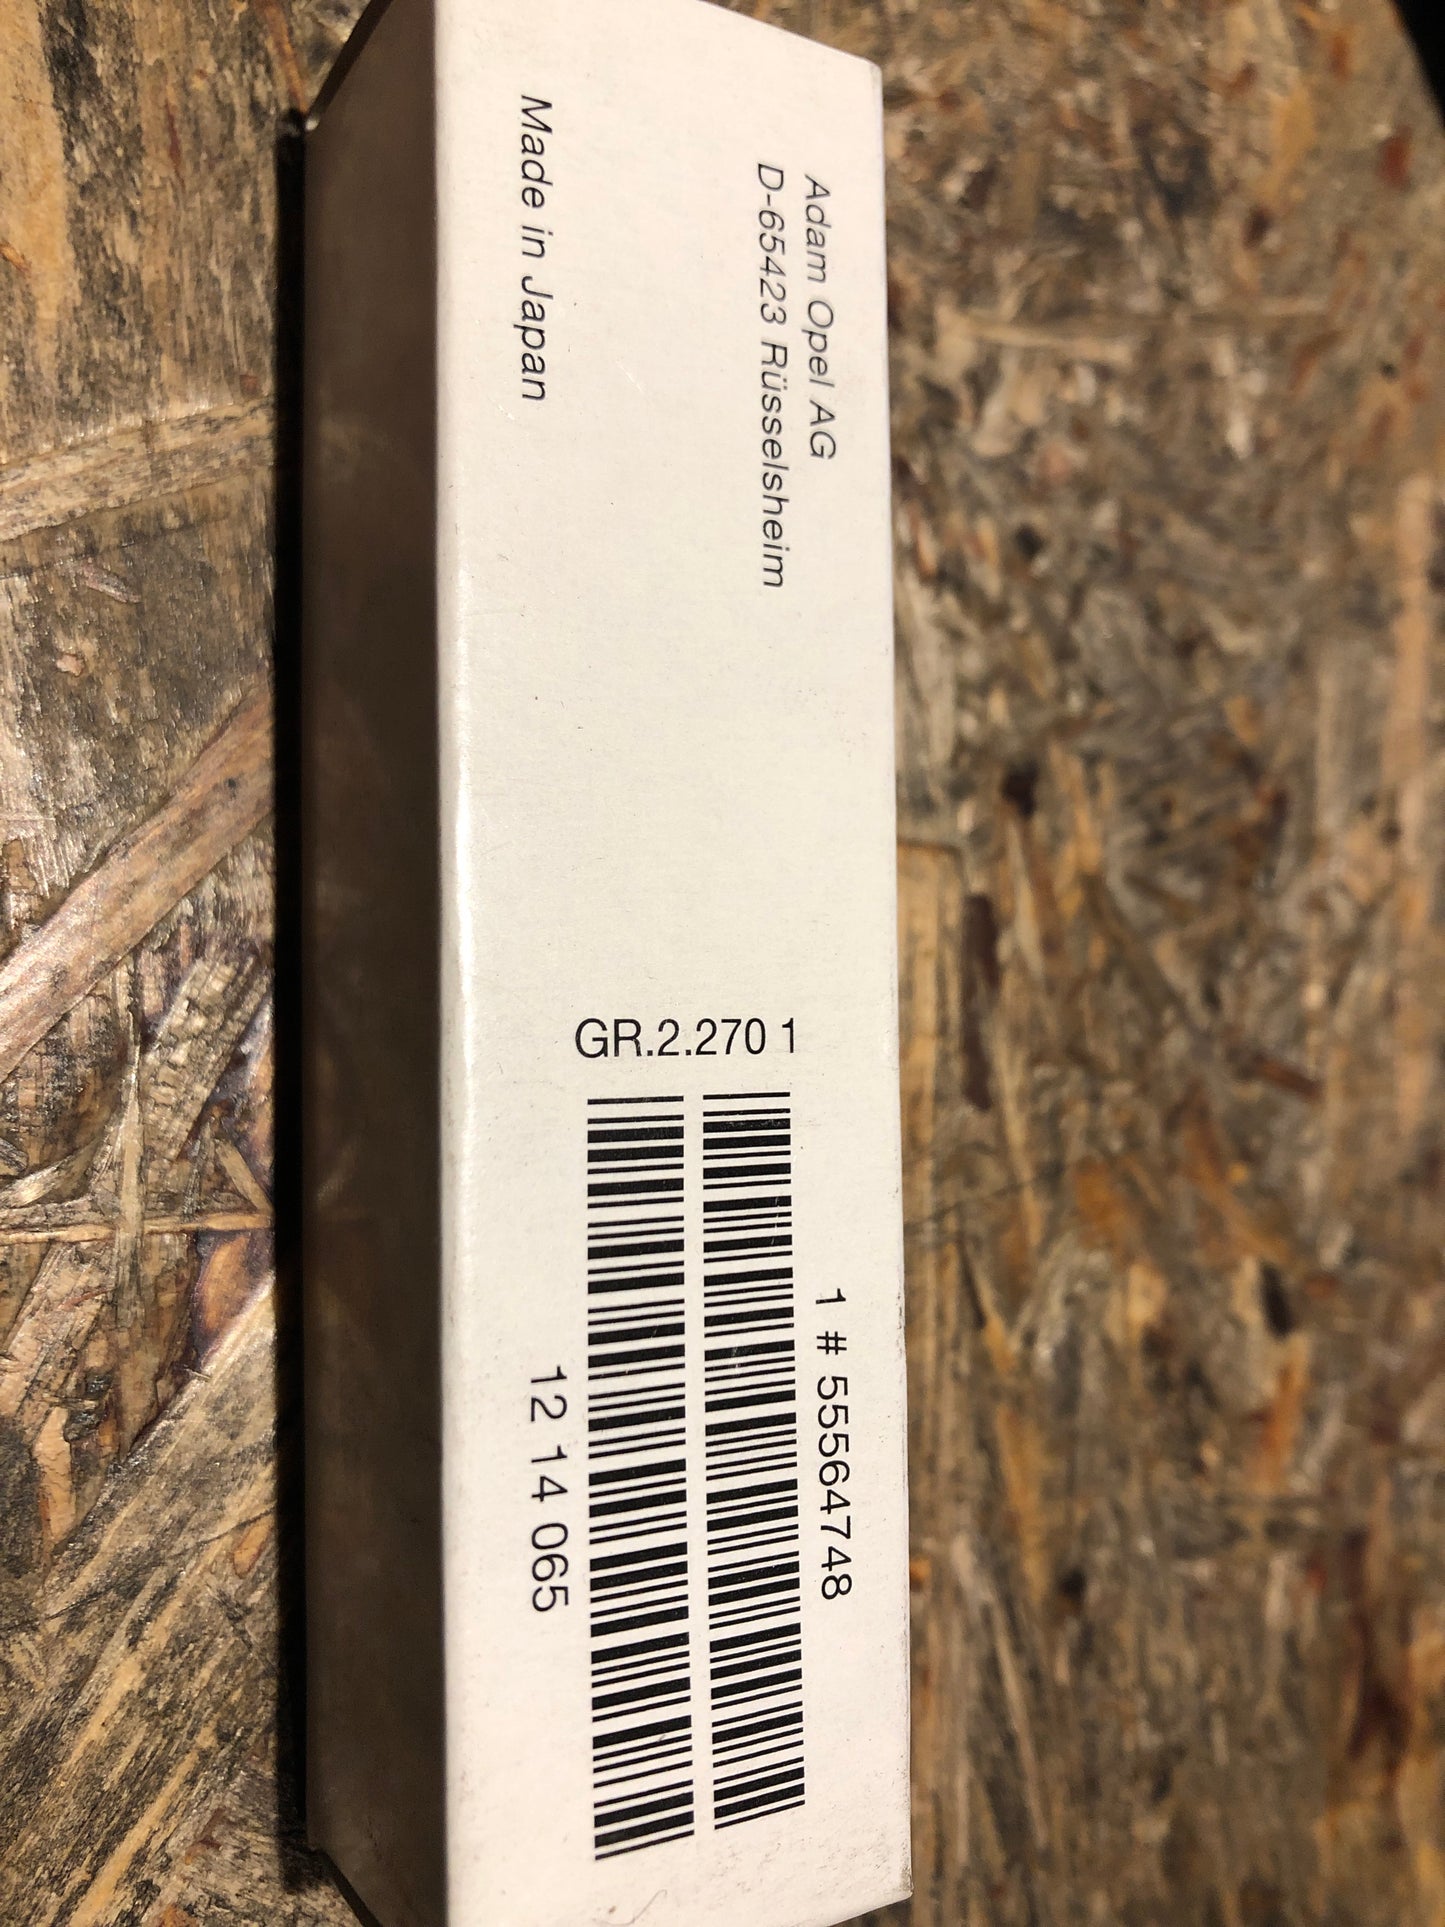 Adam Opel AG
D-65423 Rüsselsheim
Made in Japan
GR.2.270 1
1 # 55564748
12 14 065